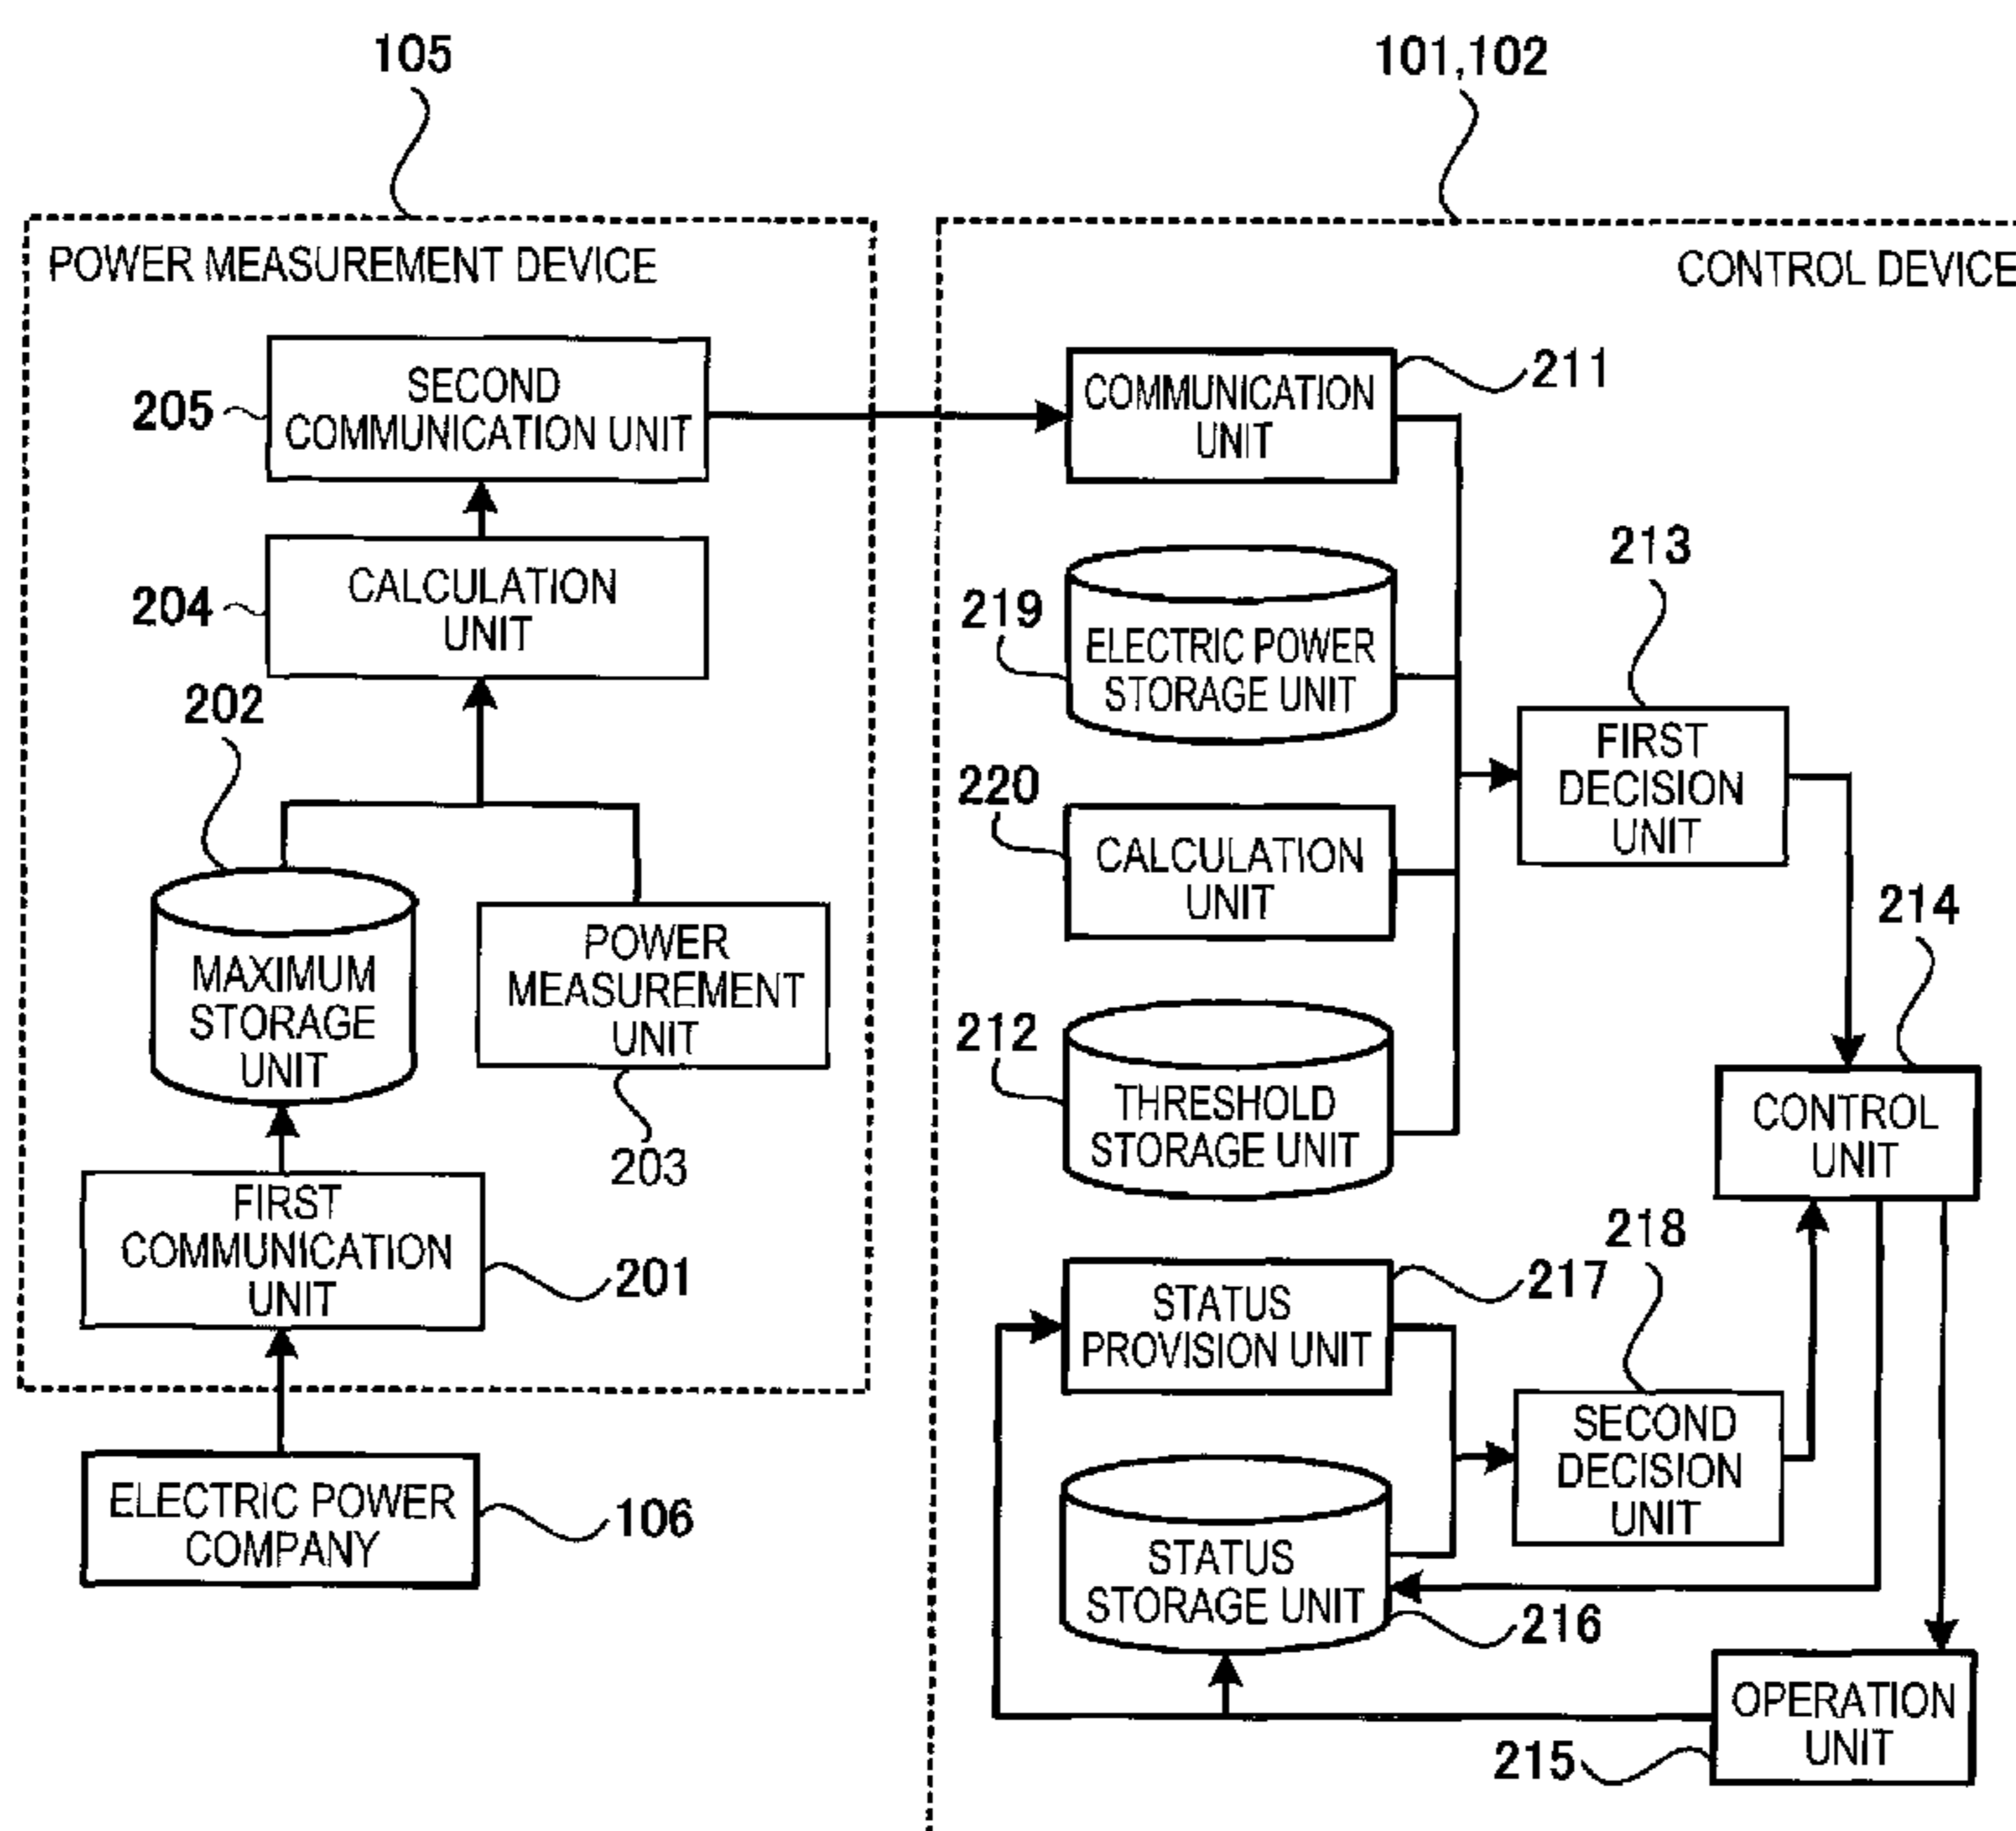 105
101,102
POWER MEASUREMENT DEVICE
CONTROL DEVICE
205
SECOND
COMMUNICATION UNIT
204
CALCULATION
UNIT
202
MAXIMUM
STORAGE
UNIT
POWER
MEASUREMENT
UNIT
203
FIRST
COMMUNICATION
UNIT
201
ELECTRIC POWER
COMPANY
106
COMMUNICATION
UNIT
211
219
ELECTRIC POWER
STORAGE UNIT
220
CALCULATION
UNIT
212
THRESHOLD
STORAGE UNIT
213
FIRST
DECISION
UNIT
214
CONTROL
UNIT
STATUS
PROVISION UNIT
217
218
SECOND
DECISION
UNIT
STATUS
STORAGE UNIT
216
OPERATION
UNIT
215